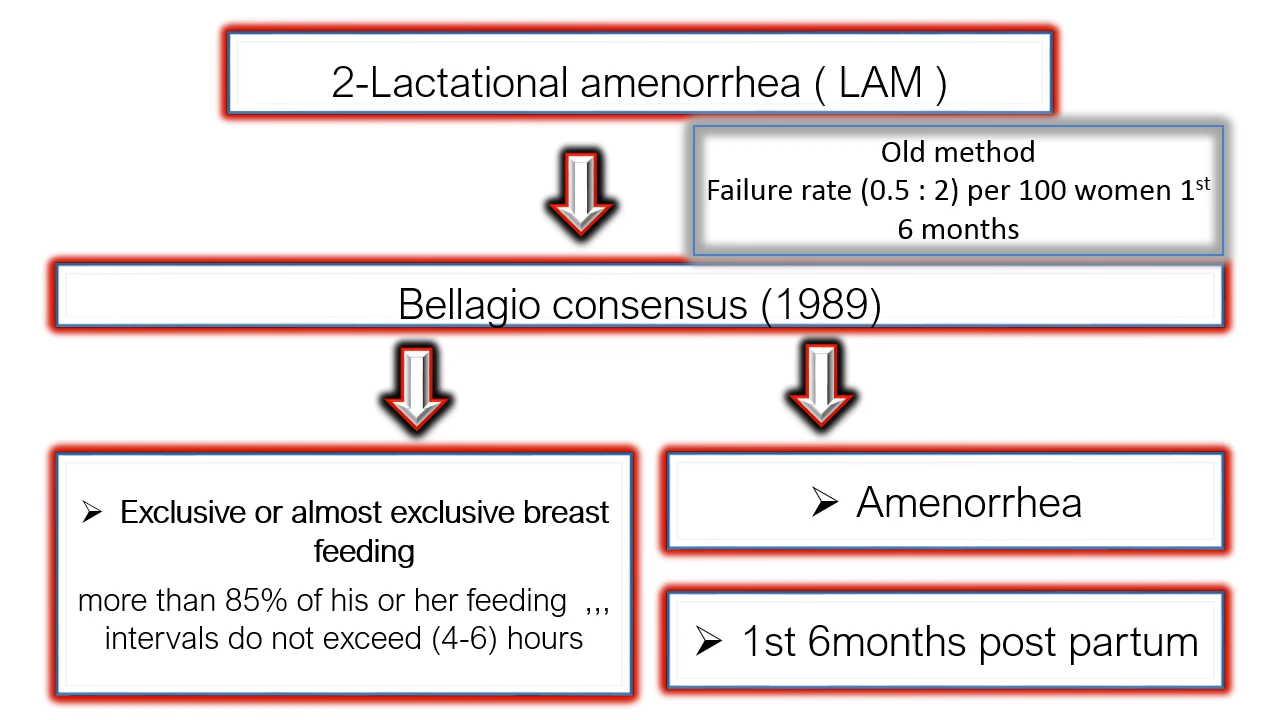 2-Lactational amenorrhea ( LAM )
Old method
Failure rate (0.5 : 2) per 100 women 1st
6 months
Bellagio consensus (1989)
➢ Exclusive or almost exclusive breast
feeding
more than 85% of his or her feeding ,,,
intervals do not exceed (4-6) hours
➢ Amenorrhea
➢ 1st 6months post partum